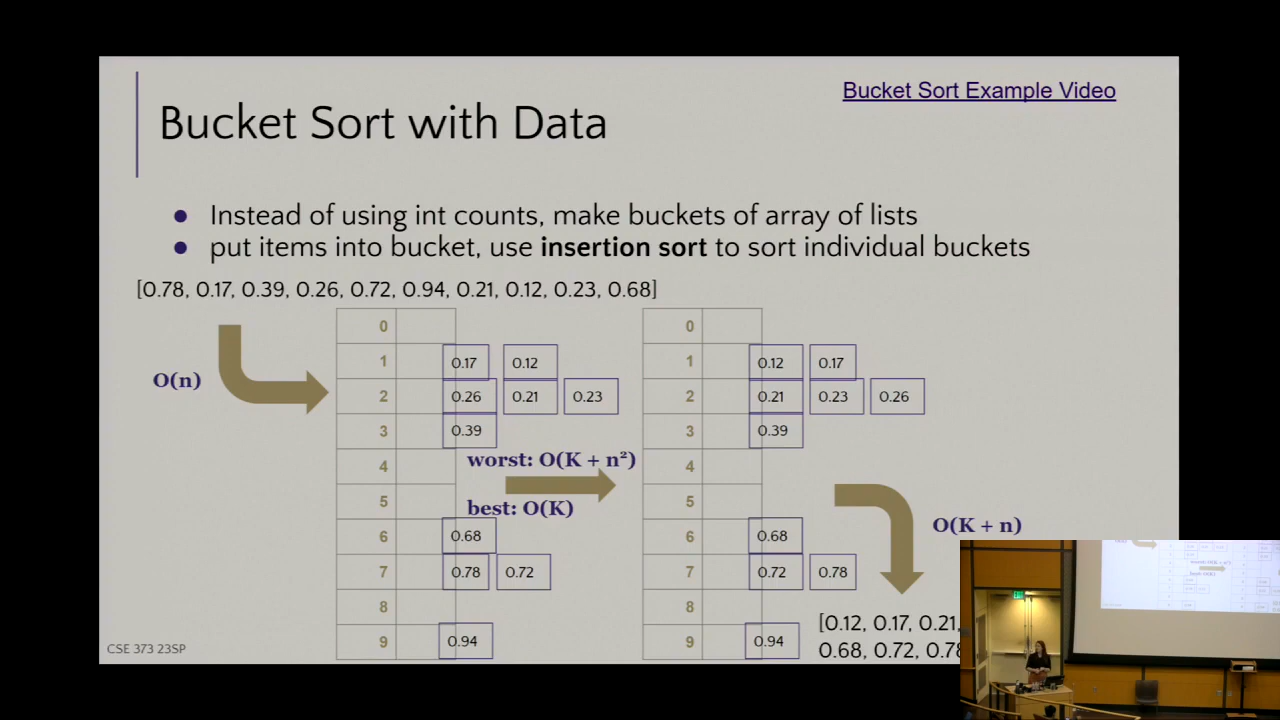 Bucket Sort Example Video
Bucket Sort with Data
● Instead of using int counts, make buckets of array of lists
● put items into bucket, use insertion sort to sort individual buckets
[0.78, 0.17, 0.39, 0.26, 0.72, 0.94, 0.21, 0.12, 0.23, 0.68]
O(n)
0
1 0.17 0.12
2 0.26 0.21 0.23
3 0.39
4
5
6 0.68
7 0.78 0.72
8
9 0.94
worst: O(K + n²)
best: O(K)
0
1 0.12 0.17
2 0.21 0.23 0.26
3 0.39
4
5
6 0.68
7 0.72 0.78
8
9 0.94
O(K + n)
[0.12, 0.17, 0.21,
0.68, 0.72, 0.78
CSE 373 23SP